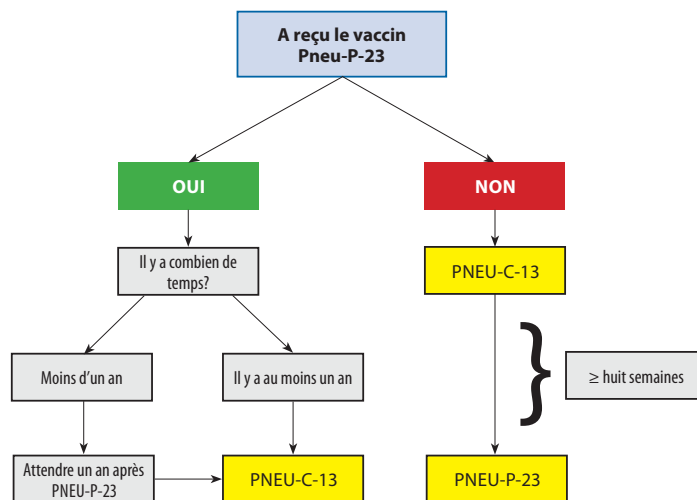 A reçu le vaccin
Pneu-P-23
OUI
NON
Il y a combien de
temps?
PNEU-C-13
Moins d'un an
Il y a au moins un an
}
≥ huit semaines
Attendre un an après
PNEU-P-23
PNEU-C-13
PNEU-P-23